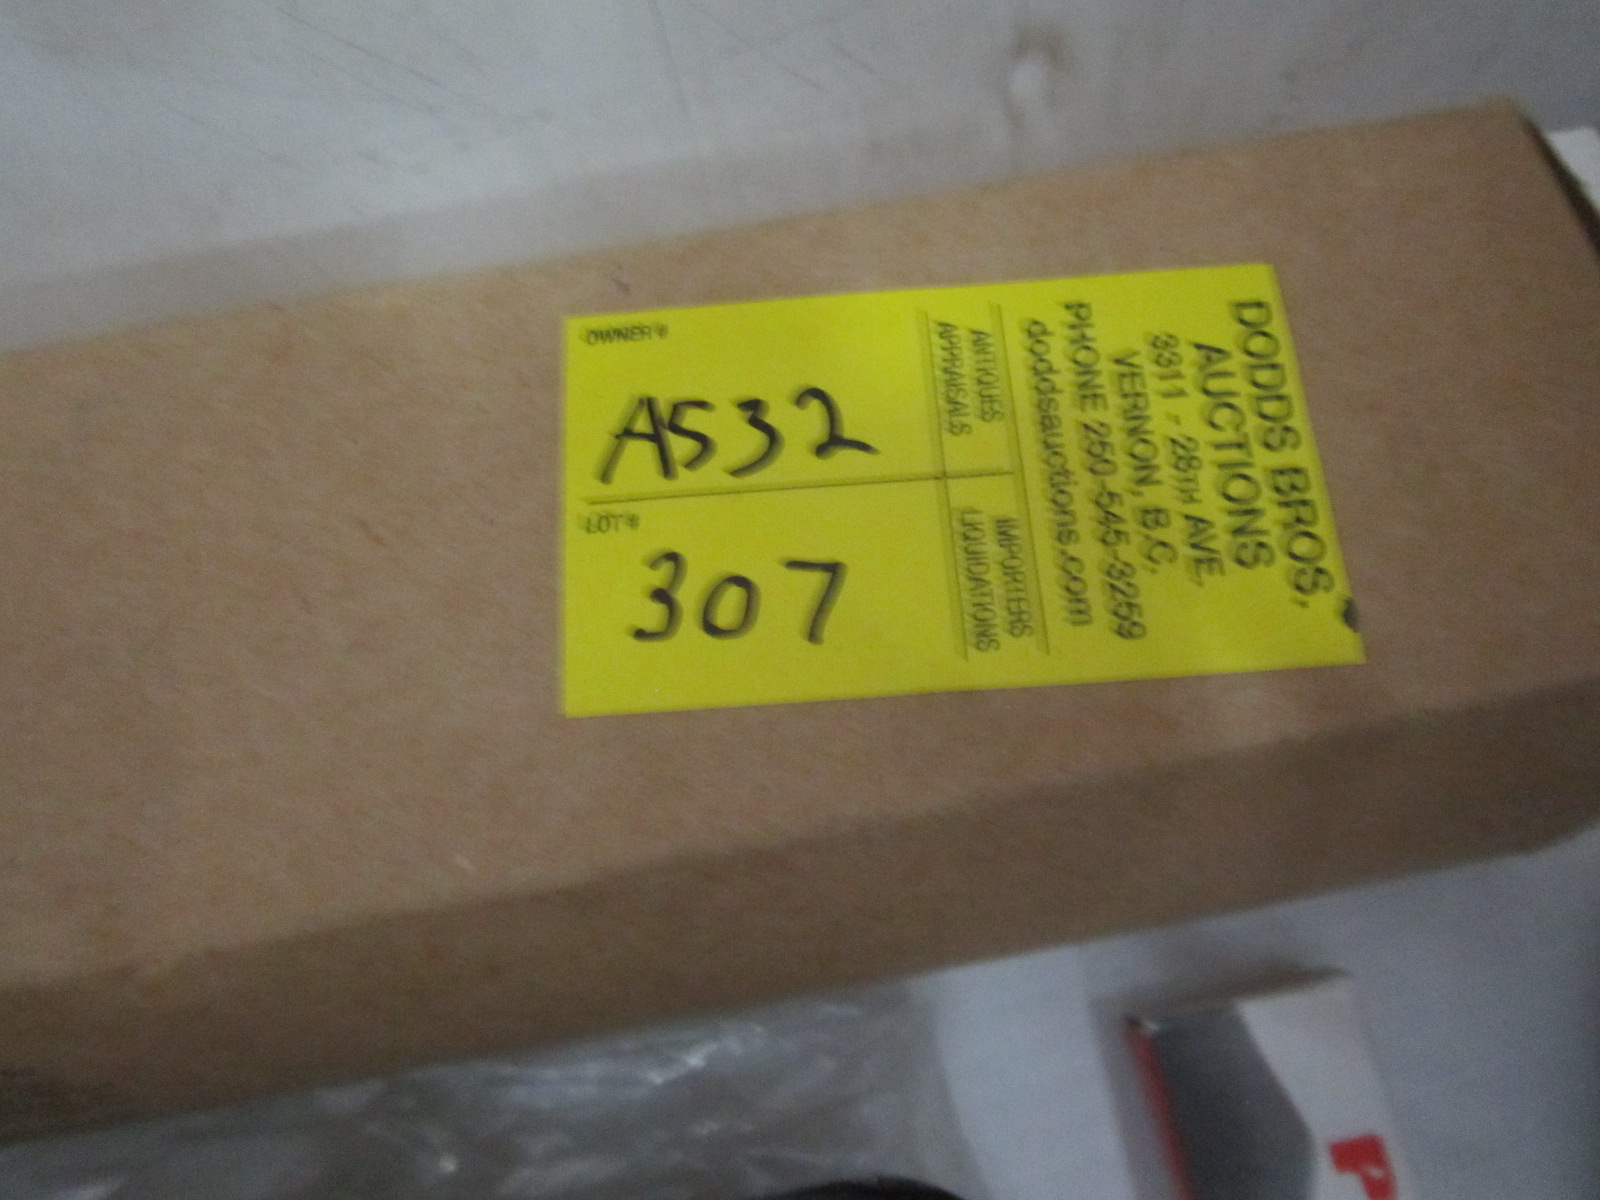 DODDS BROS.
AUCTIONS
3311 - 28TH AVE.
VERNON, B.C.
PHONE 250-545-3259
doddsauctions.com
ANTIQUES
APPRAISALS
IMPORTERS
LIQUIDATIONS
OWNER#
A532
LOT#
307
P